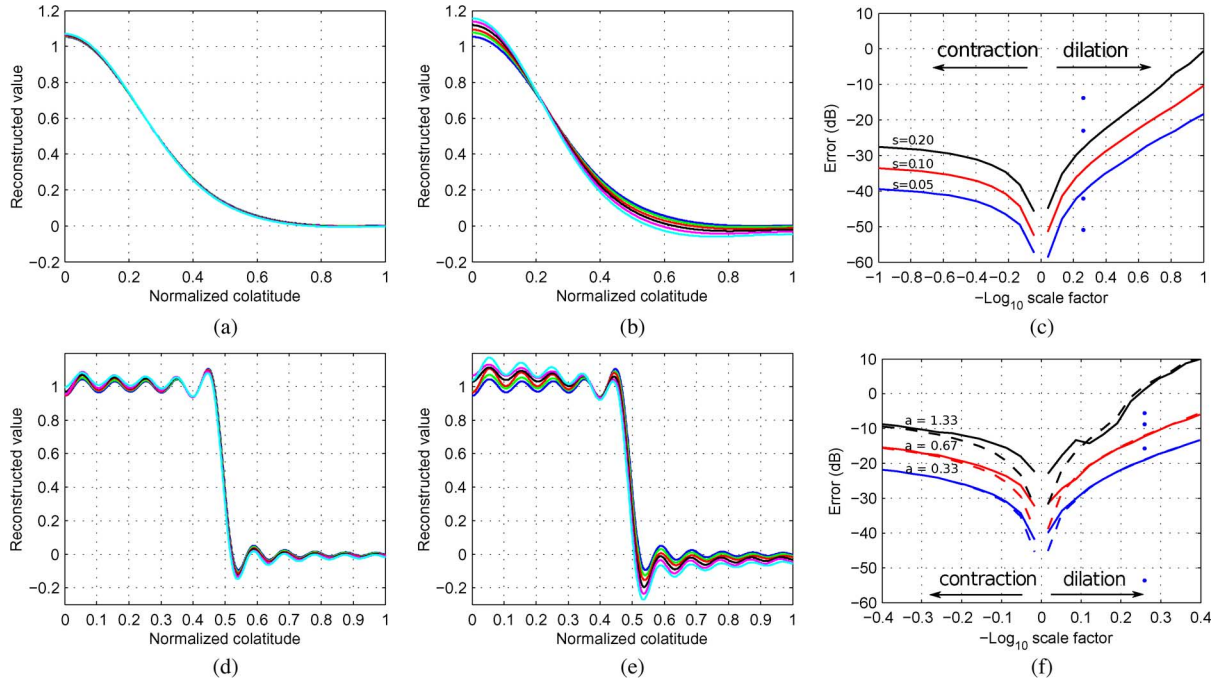 1.2
1
0.8
0.6
0.4
0.2
0
−0.2
Reconstructed value
0 0.2 0.4 0.6 0.8 1
Normalized colatitude
(a)
1.2
1
0.8
0.6
0.4
0.2
0
−0.2
Reconstructed value
0 0.2 0.4 0.6 0.8 1
Normalized colatitude
(b)
10
0
−10
−20
−30
−40
−50
−60
Error (dB)
contraction dilation
s=0.20
s=0.10
s=0.05
−1 −0.8 −0.6 −0.4 −0.2 0 0.2 0.4 0.6 0.8 1
−Log10 scale factor
(c)
1
0.8
0.6
0.4
0.2
0
−0.2
Reconstructed value
0 0.1 0.2 0.3 0.4 0.5 0.6 0.7 0.8 0.9 1
Normalized colatitude
(d)
1
0.8
0.6
0.4
0.2
0
−0.2
Reconstructed value
0 0.1 0.2 0.3 0.4 0.5 0.6 0.7 0.8 0.9 1
Normalized colatitude
(e)
10
0
−10
−20
−30
−40
−50
−60
Error (dB)
a = 1.33
a = 0.67
a = 0.33
contraction dilation
−0.4 −0.3 −0.2 −0.1 0 0.1 0.2 0.3 0.4
−Log10 scale factor
(f)